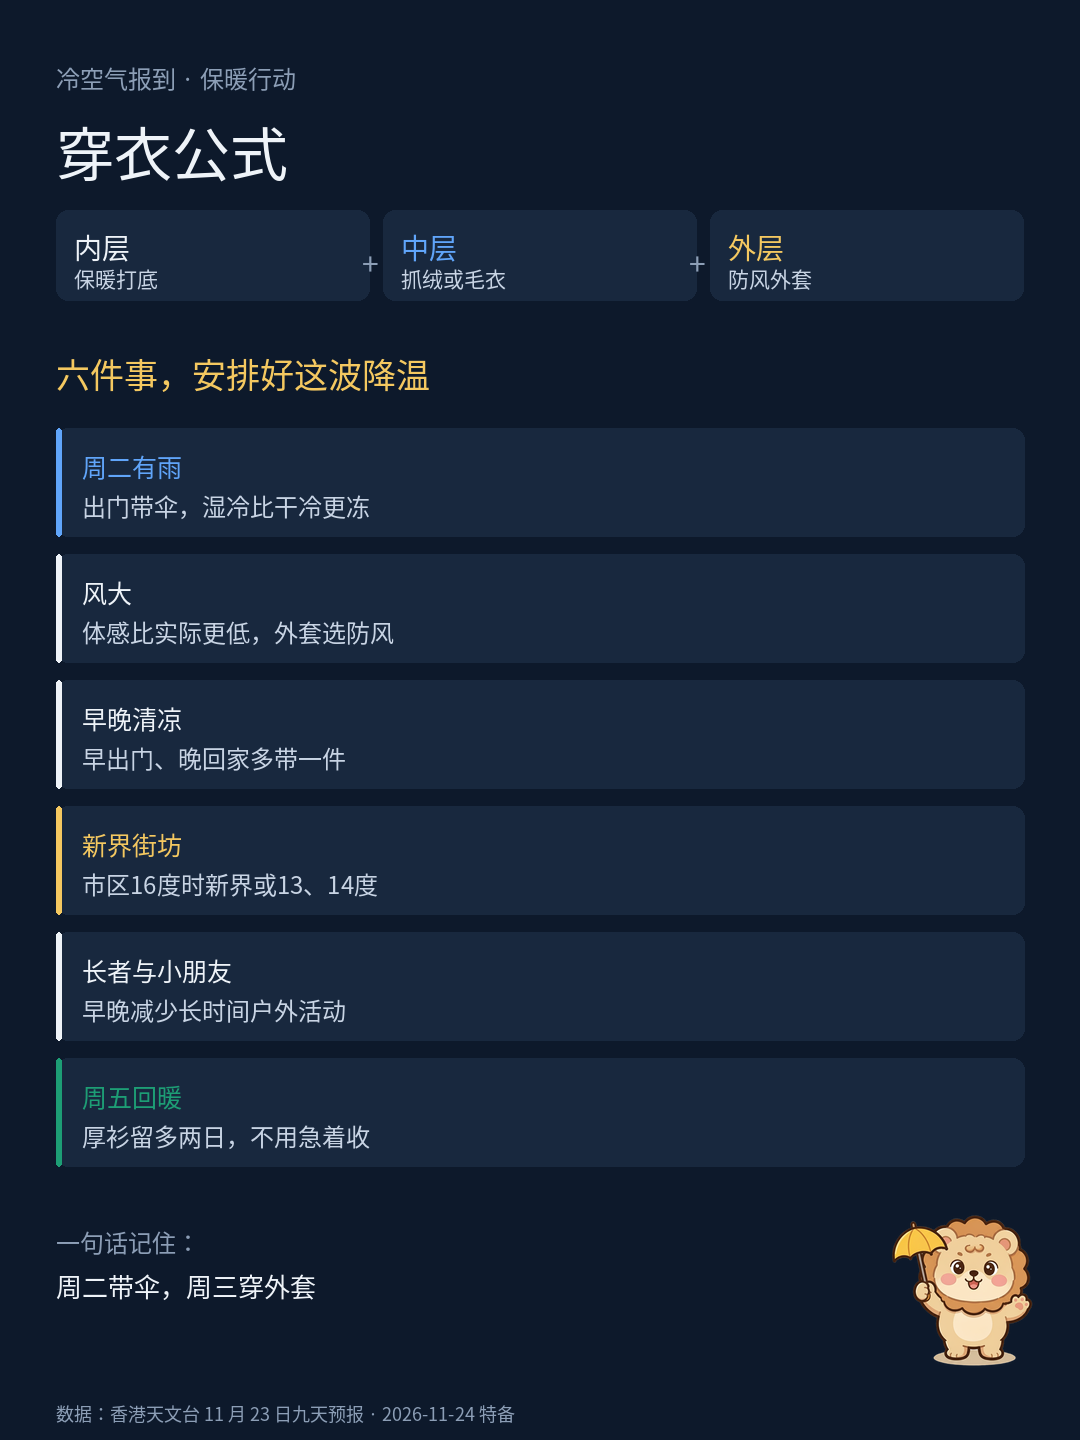 冷空气报到 · 保暖行动
穿衣公式
内层
保暖打底
+
中层
抓绒或毛衣
+
外层
防风外套
六件事，安排好这波降温
周二有雨
出门带伞，湿冷比干冷更冻
风大
体感比实际更低，外套选防风
早晚清凉
早出门、晚回家多带一件
新界街坊
市区16度时新界或13、14度
长者与小朋友
早晚减少长时间户外活动
周五回暖
厚衫留多两日，不用急着收
一句话记住：
周二带伞，周三穿外套
数据：香港天文台 11 月 23 日九天预报 · 2026-11-24 特备